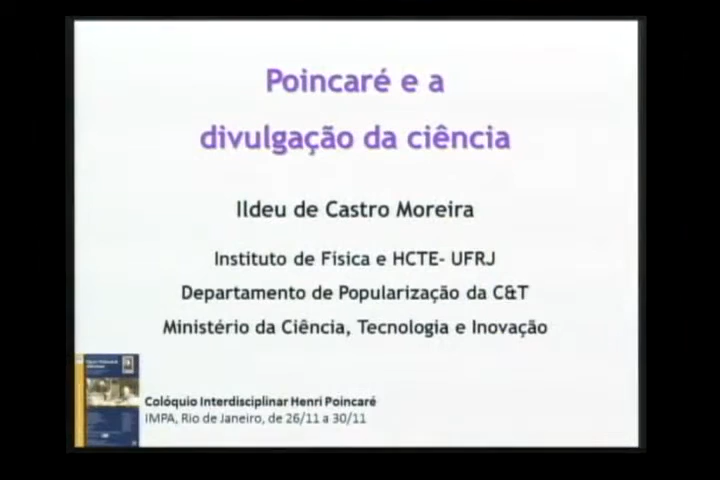 Poincaré e a
divulgação da ciência
Ildeu de Castro Moreira
Instituto de Física e HCTE- UFRJ
Departamento de Popularização da C&T
Ministério da Ciência, Tecnologia e Inovação
Colóquio Interdisciplinar Henri Poincaré
IMPA, Rio de Janeiro, de 26/11 a 30/11